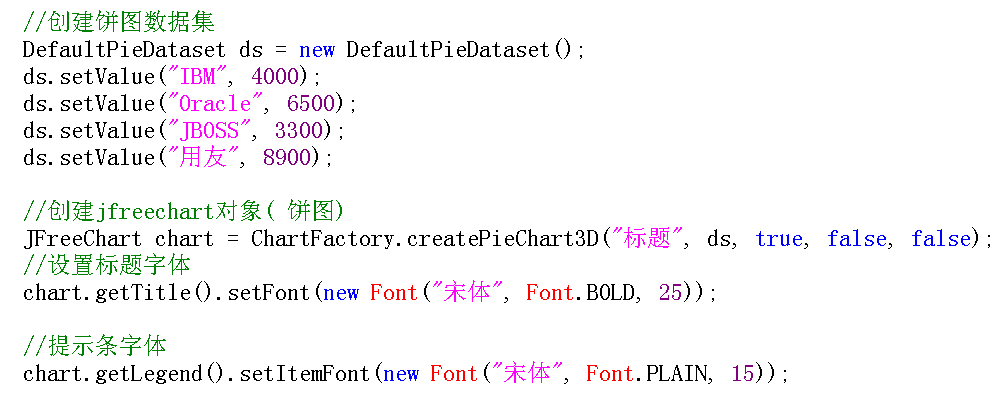 //创建饼图数据集
DefaultPieDataset ds = new DefaultPieDataset();
ds.setValue("IBM", 4000);
ds.setValue("Oracle", 6500);
ds.setValue("JBOSS", 3300);
ds.setValue("用友", 8900);
//创建jfreechart对象( 饼图)
JFreeChart chart = ChartFactory.createPieChart3D("标题", ds, true, false, false);
//设置标题字体
chart.getTitle().setFont(new Font("宋体", Font.BOLD, 25));
//提示条字体
chart.getLegend().setItemFont(new Font("宋体", Font.PLAIN, 15));